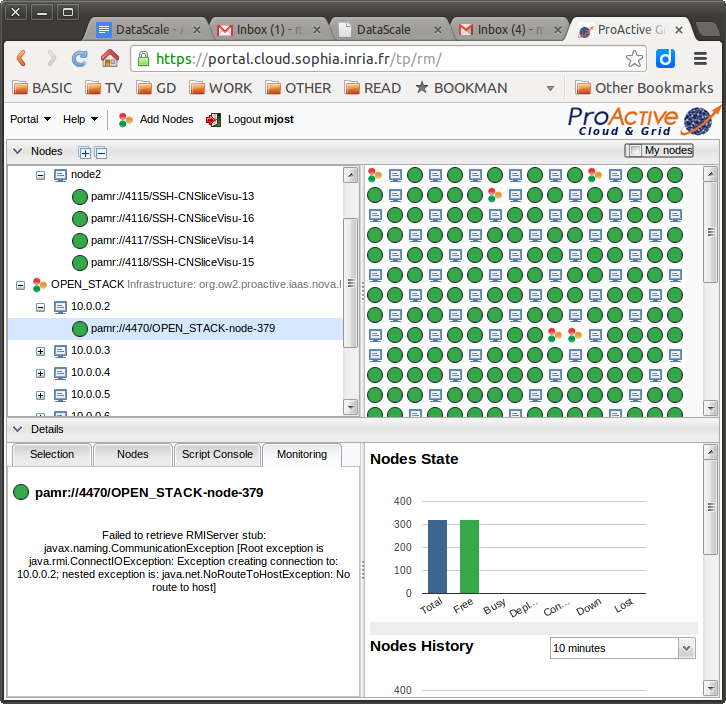 DataScale - A
Inbox (1) - m
DataScale
Inbox (4) - m
ProActive G
https://portal.cloud.sophia.inria.fr/tp/rm/
BASIC
TV
GD
WORK
OTHER
READ
BOOKMAN
Other Bookmarks
Portal
Help
Add Nodes
Logout mjost
ProActive
Cloud & Grid
Nodes
My nodes
node2
pamr://4115/SSH-CNSliceVisu-13
pamr://4116/SSH-CNSliceVisu-16
pamr://4117/SSH-CNSliceVisu-14
pamr://4118/SSH-CNSliceVisu-15
OPEN_STACK Infrastructure: org.ow2.proactive.iaas.nova.
10.0.0.2
pamr://4470/OPEN_STACK-node-379
10.0.0.3
10.0.0.4
10.0.0.5
10.0.0.6
Details
Selection
Nodes
Script Console
Monitoring
pamr://4470/OPEN_STACK-node-379
Failed to retrieve RMIServer stub:
javax.naming.CommunicationException [Root exception is
java.rmi.ConnectIOException: Exception creating connection to:
10.0.0.2; nested exception is: java.net.NoRouteToHostException: No
route to host]
Nodes State
400
300
200
100
0
Total
Free
Busy
Depl...
Con...
Down
Lost
Nodes History
10 minutes
400